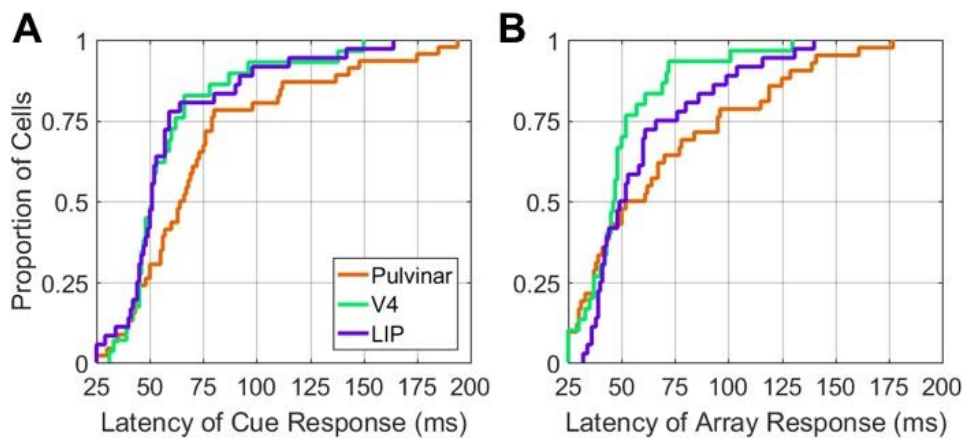 A
B
1
0.75
0.5
0.25
0
Proportion of Cells
Pulvinar
V4
LIP
25 50 75 100 125 150 175 200
Latency of Cue Response (ms)
1
0.75
0.5
0.25
0
25 50 75 100 125 150 175 200
Latency of Array Response (ms)